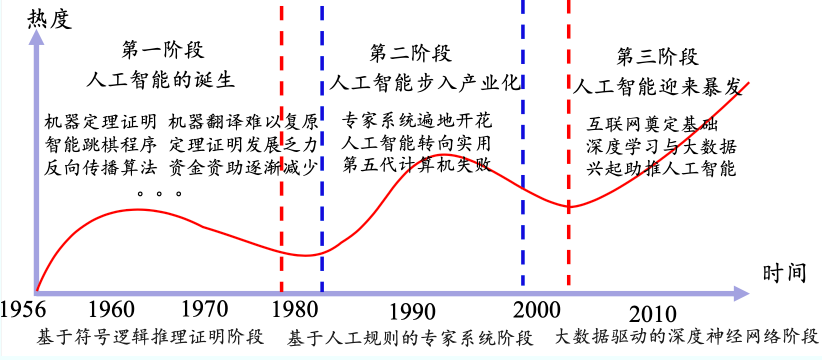 热度
第一阶段
人工智能的诞生
机器定理证明 机器翻译难以复原
智能跳棋程序 定理证明发展乏力
反向传播算法 资金资助逐渐减少
。。。
第二阶段
人工智能步入产业化
专家系统遍地开花
人工智能转向实用
第五代计算机失败
第三阶段
人工智能迎来暴发
互联网奠定基础
深度学习与大数据
兴起助推人工智能
时间
1956 1960 1970 1980 1990 2000 2010
基于符号逻辑推理证明阶段 基于人工规则的专家系统阶段 大数据驱动的深度神经网络阶段